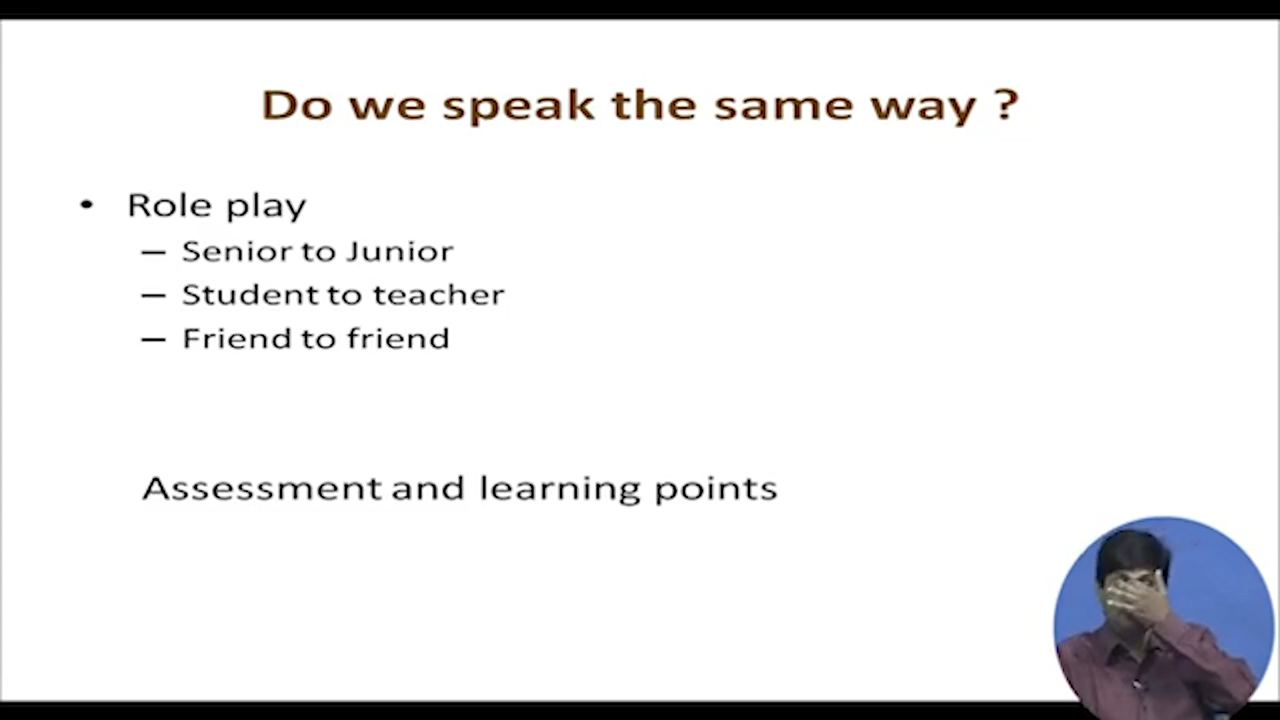 Do we speak the same way ?
• Role play
– Senior to Junior
– Student to teacher
– Friend to friend
Assessment and learning points